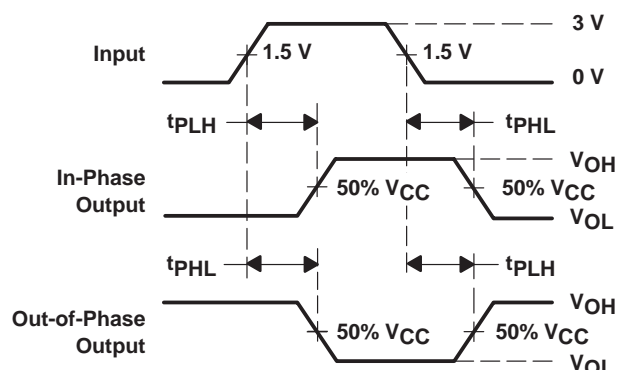 3 V
Input
1.5 V
1.5 V
0 V
tPLH
tPHL
VOH
In-Phase
Output
50% VCC
50% VCC
VOL
tPHL
tPLH
VOH
Out-of-Phase
Output
50% VCC
50% VCC
VOL